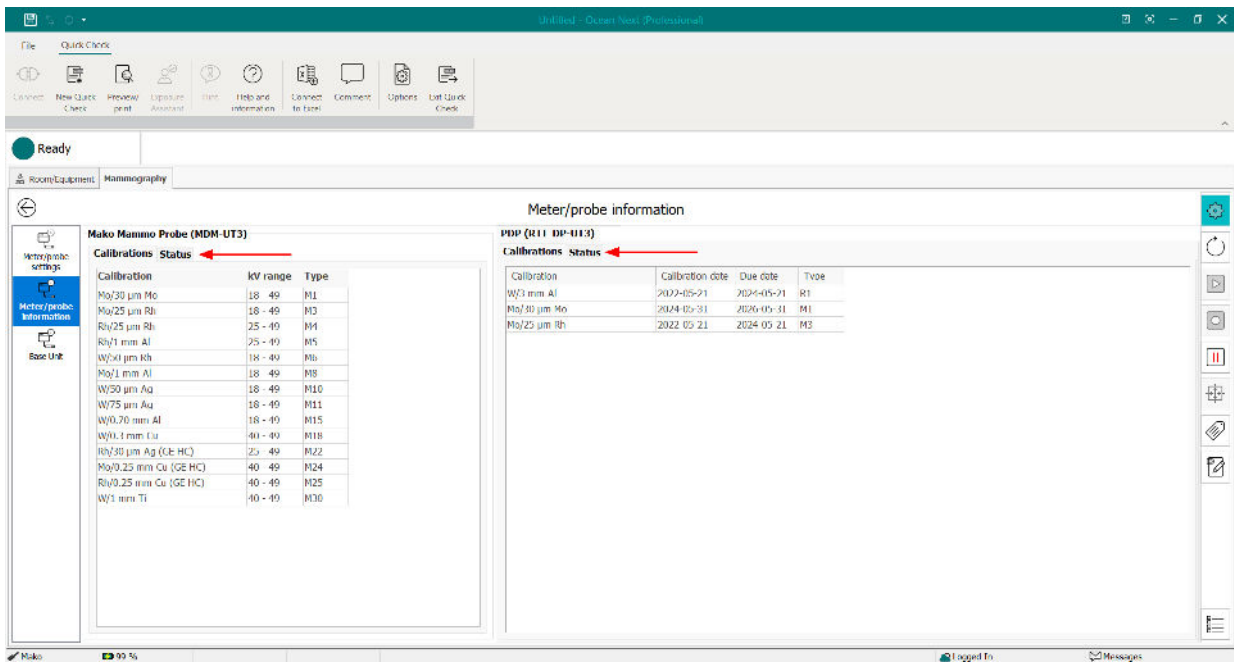 Untitled - Ocean Next (Professional)
File Quick Check
Connect New Quick Check Preview/print Exposure Assistant Hint Help and information Connect to Excel Comment Options Exit Quick Check
Ready
Room/Equipment Mammography
Meter/probe information
Meter/probe settings
Meter/probe information
Base Unit
Mako Mammo Probe (MDM-UT3)
Calibrations Status
Calibration kV range Type
Mo/30 µm Mo 18 - 49 M1
Mo/25 µm Rh 18 - 49 M3
Rh/25 µm Rh 25 - 49 M4
Rh/1 mm Al 25 - 49 M5
W/50 µm Rh 18 - 49 M6
Mo/1 mm Al 18 - 49 M8
W/50 µm Ag 18 - 49 M10
W/75 µm Ag 18 - 49 M11
W/0.70 mm Al 18 - 49 M15
W/0.3 mm Cu 40 - 49 M18
Rh/30 µm Ag (GE HC) 25 - 49 M22
Mo/0.25 mm Cu (GE HC) 40 - 49 M24
Rh/0.25 mm Cu (GE HC) 40 - 49 M25
W/1 mm Ti 40 - 49 M30
PDP (RTI DP-UT3)
Calibrations Status
Calibration Calibration date Due date Type
W/3 mm Al 2022-05-21 2024-05-21 R1
Mo/30 µm Mo 2024-05-31 2026-05-31 M1
Mo/25 µm Rh 2022-05-21 2024-05-21 M3
Mako 99 % Logged In Messages